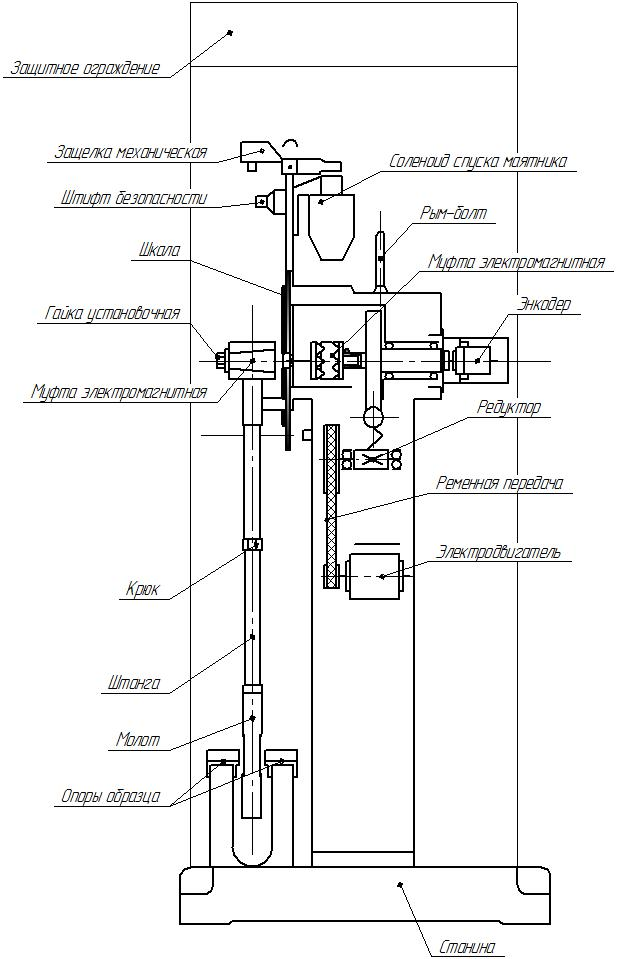 Защитное ограждение
Защелка механическая
Соленоид спуска маятника
Штифт безопасности
Рым-болт
Шкала
Муфта электромагнитная
Гайка установочная
Энкодер
Муфта электромагнитная
Редуктор
Ременная передача
Электродвигатель
Крюк
Штанга
Молот
Опоры образца
Станина